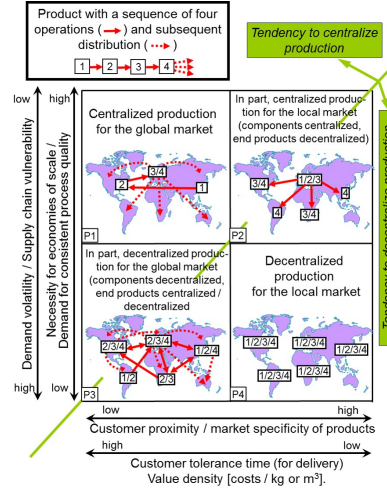 Product with a sequence of four
operations ( ) and subsequent
distribution ( )
1 2 3 4
Tendency to centralize
production
low
high
Centralized production
for the global market
3/4
2
1
P1
In part, centralized produc-
tion for the local market
(components centralized,
end products decentralized)
3/4
1/2/3
4
4
3/4
P2
Demand volatility / Supply chain vulnerability
Necessity for economies of scale /
Demand for consistent process quality
Tendency to decentralize production
In part, decentralized produc-
tion for the global market
(components decentralized,
end products centralized /
decentralized
2/3/4
2/3/4
1/2/4
1/2
2/3
P3
Decentralized
production
for the local market
1/2/3/4
1/2/3/4
1/2/3/4
1/2/3/4
1/2/3/4
P4
high
low
low
high
Customer proximity / market specificity of products
high
low
Customer tolerance time (for delivery)
Value density [costs / kg or m³].